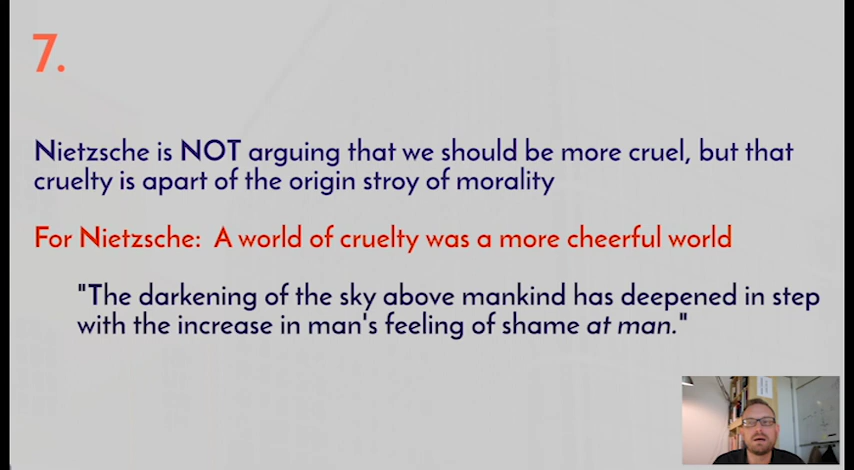 7.
Nietzsche is NOT arguing that we should be more cruel, but that
cruelty is apart of the origin stroy of morality
For Nietzsche: A world of cruelty was a more cheerful world
"The darkening of the sky above mankind has deepened in step
with the increase in man's feeling of shame at man."